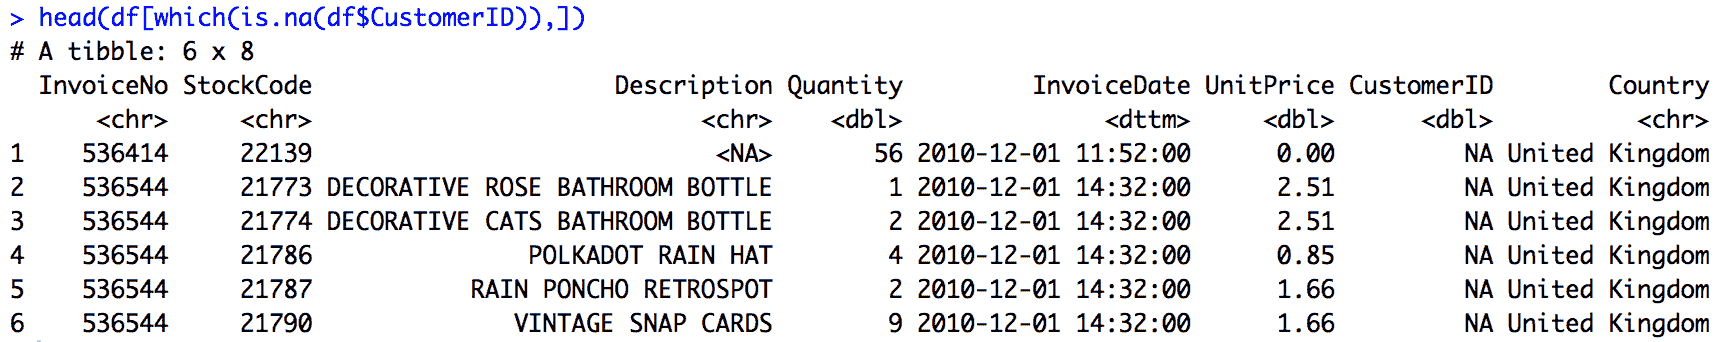 > head(df[which(is.na(df$CustomerID)),])
# A tibble: 6 x 8
  InvoiceNo StockCode                     Description Quantity         InvoiceDate UnitPrice CustomerID        Country
      <chr>     <chr>                           <chr>    <dbl>              <dttm>     <dbl>      <dbl>          <chr>
1    536414     22139                            <NA>       56 2010-12-01 11:52:00      0.00         NA United Kingdom
2    536544     21773 DECORATIVE ROSE BATHROOM BOTTLE        1 2010-12-01 14:32:00      2.51         NA United Kingdom
3    536544     21774 DECORATIVE CATS BATHROOM BOTTLE        2 2010-12-01 14:32:00      2.51         NA United Kingdom
4    536544     21786               POLKADOT RAIN HAT        4 2010-12-01 14:32:00      0.85         NA United Kingdom
5    536544     21787           RAIN PONCHO RETROSPOT        2 2010-12-01 14:32:00      1.66         NA United Kingdom
6    536544     21790              VINTAGE SNAP CARDS        9 2010-12-01 14:32:00      1.66         NA United Kingdom